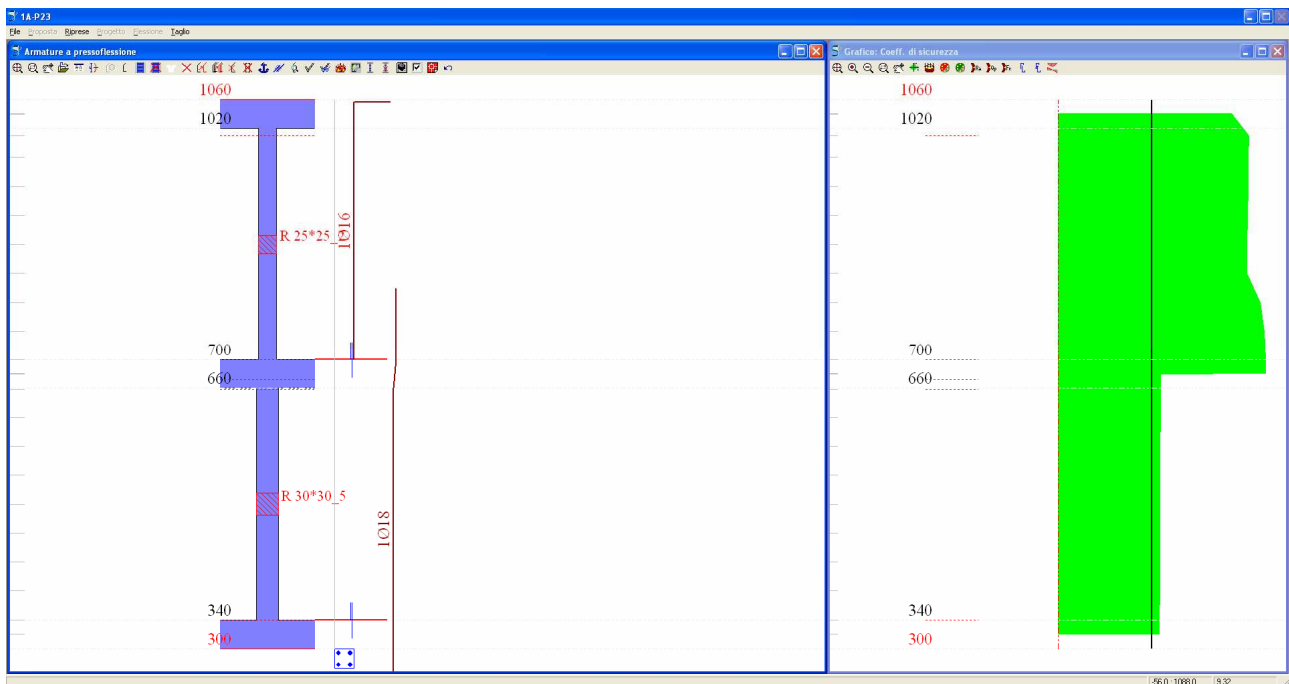 1A-P23
File Proposta Riprese Progetto Flessione Taglio
Armature a pressoflessione
1060
1020
R 25*25_5
1Ø16
700
660
R 30*30_5
1Ø18
340
300
Grafico: Coeff. di sicurezza
1060
1020
700
660
340
300
-56.0 ; 1088.0 9.32